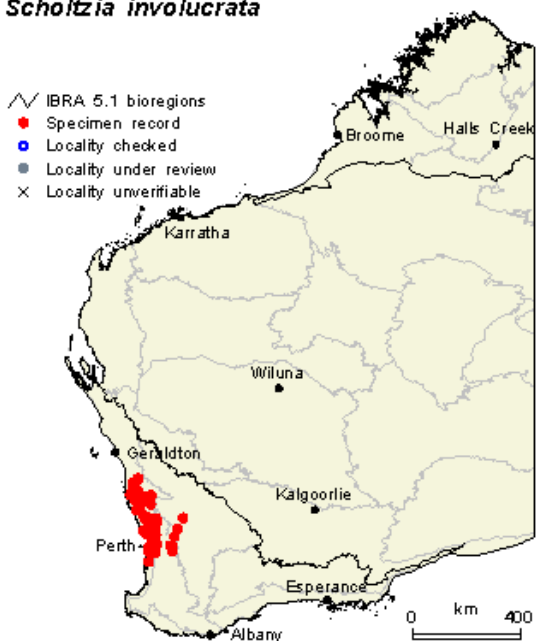 Scholtzia involucrata
IBRA 5.1 bioregions
Specimen record
Locality checked
Locality under review
Locality unverifiable
Broome
Halls Creek
Karratha
Wiluna
Geraldton
Kalgoorlie
Perth
Esperance
Albany
0 km 400